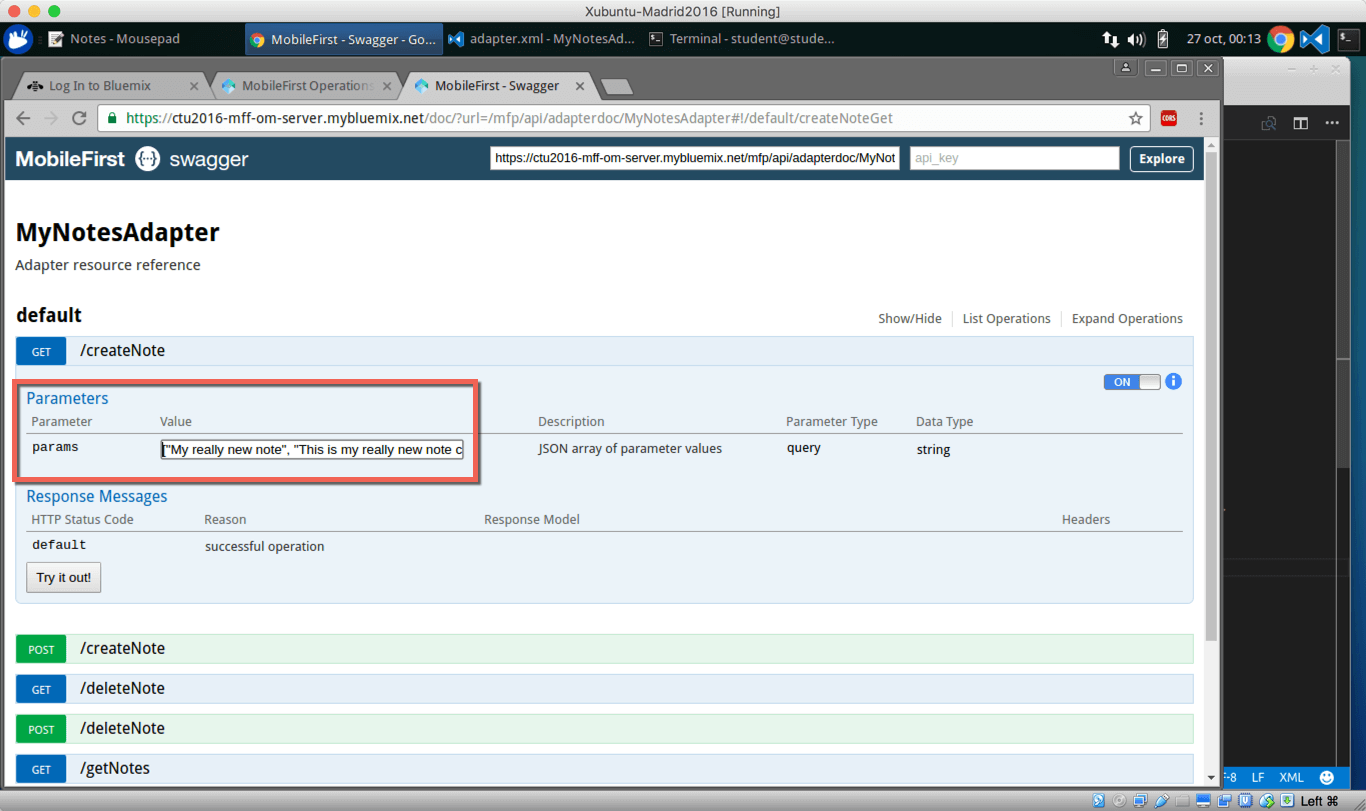 Xubuntu-Madrid2016 [Running]
Notes - Mousepad
MobileFirst - Swagger - Go...
adapter.xml - MyNotesAd...
Terminal - student@stude...
27 oct, 00:13
Log In to Bluemix
MobileFirst Operations
MobileFirst - Swagger
https://ctu2016-mff-om-server.mybluemix.net/doc/?url=/mfp/api/adapterdoc/MyNotesAdapter#!/default/createNoteGet
CORS
MobileFirst {···} swagger
https://ctu2016-mff-om-server.mybluemix.net/mfp/api/adapterdoc/MyNot
api_key
Explore
MyNotesAdapter
Adapter resource reference
default
Show/Hide
List Operations
Expand Operations
GET /createNote
ON
Parameters
Parameter Value Description Parameter Type Data Type
params ["My really new note", "This is my really new note c JSON array of parameter values query string
Response Messages
HTTP Status Code Reason Response Model Headers
default successful operation
Try it out!
POST /createNote
GET /deleteNote
POST /deleteNote
GET /getNotes
F-8 LF XML
Left ⌘